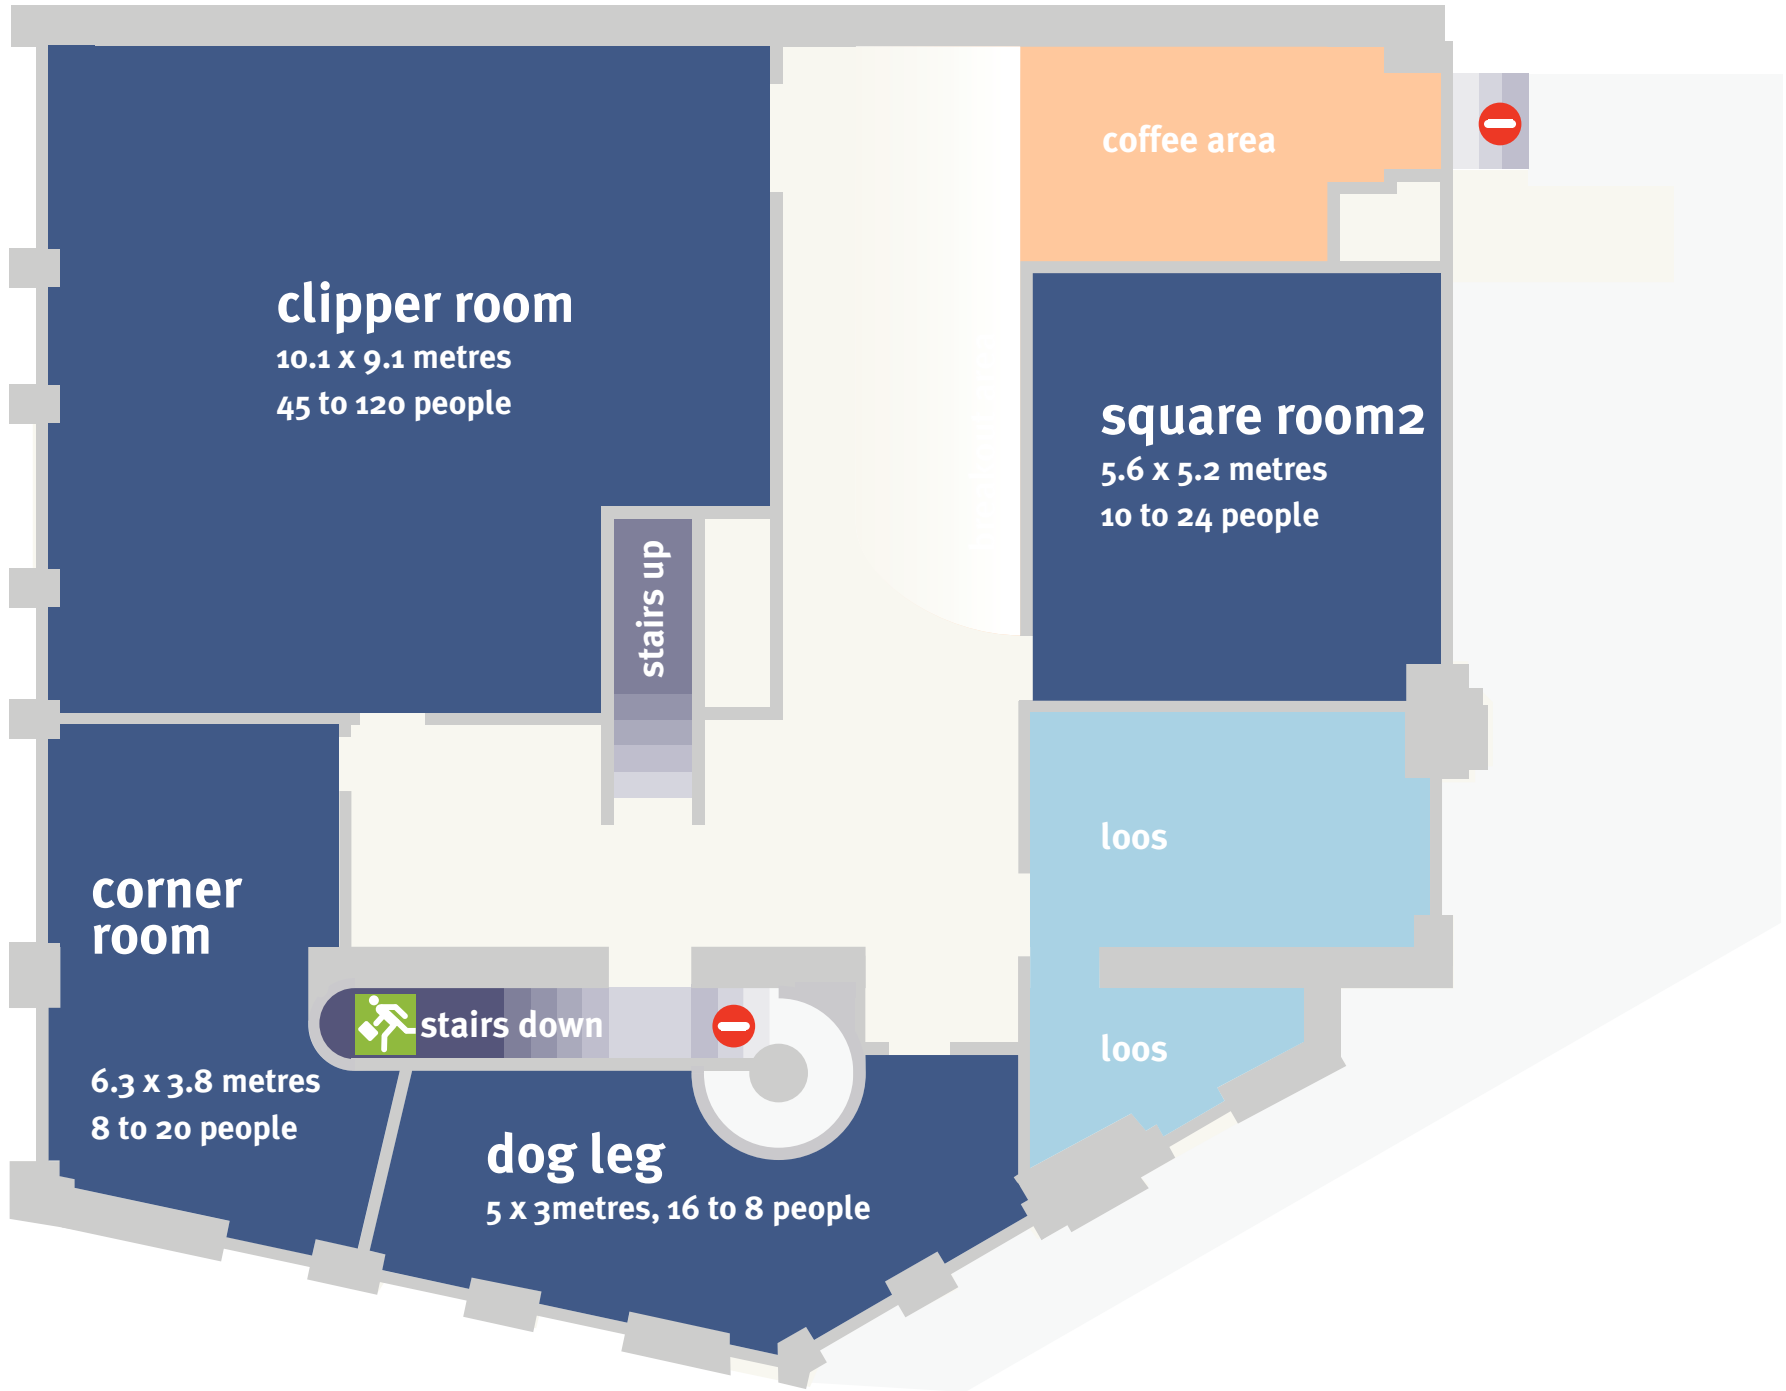 coffee area
clipper room
10.1 x 9.1 metres
45 to 120 people
square room2
5.6 x 5.2 metres
10 to 24 people
stairs up
loos
corner
room
6.3 x 3.8 metres
8 to 20 people
stairs down
loos
dog leg
5 x 3metres, 16 to 8 people